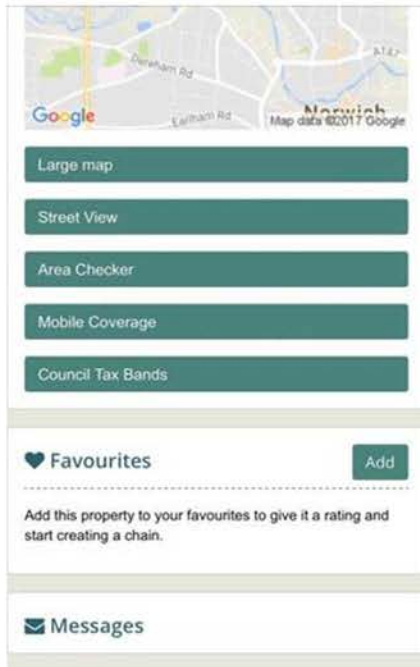 A147
Dereham Rd
Earlham Rd
Norwich
Google
Map data ©2017 Google
Large map
Street View
Area Checker
Mobile Coverage
Council Tax Bands
Favourites
Add
Add this property to your favourites to give it a rating and
start creating a chain.
Messages